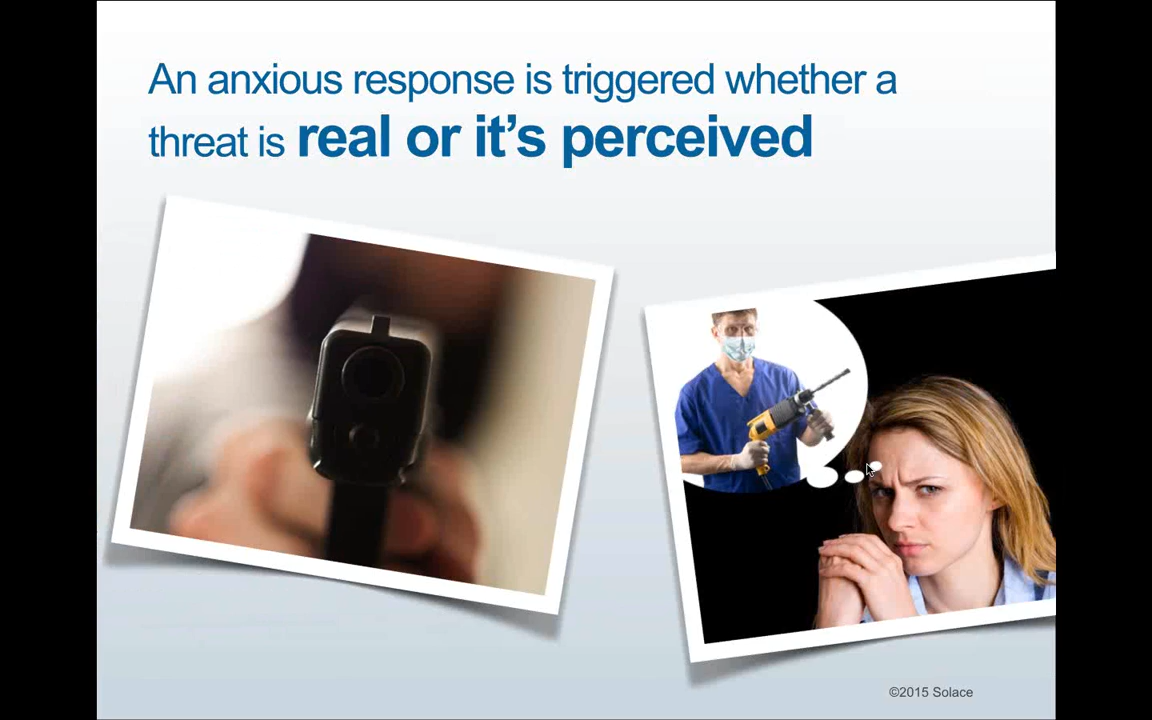 An anxious response is triggered whether a
threat is real or it's perceived
©2015 Solace